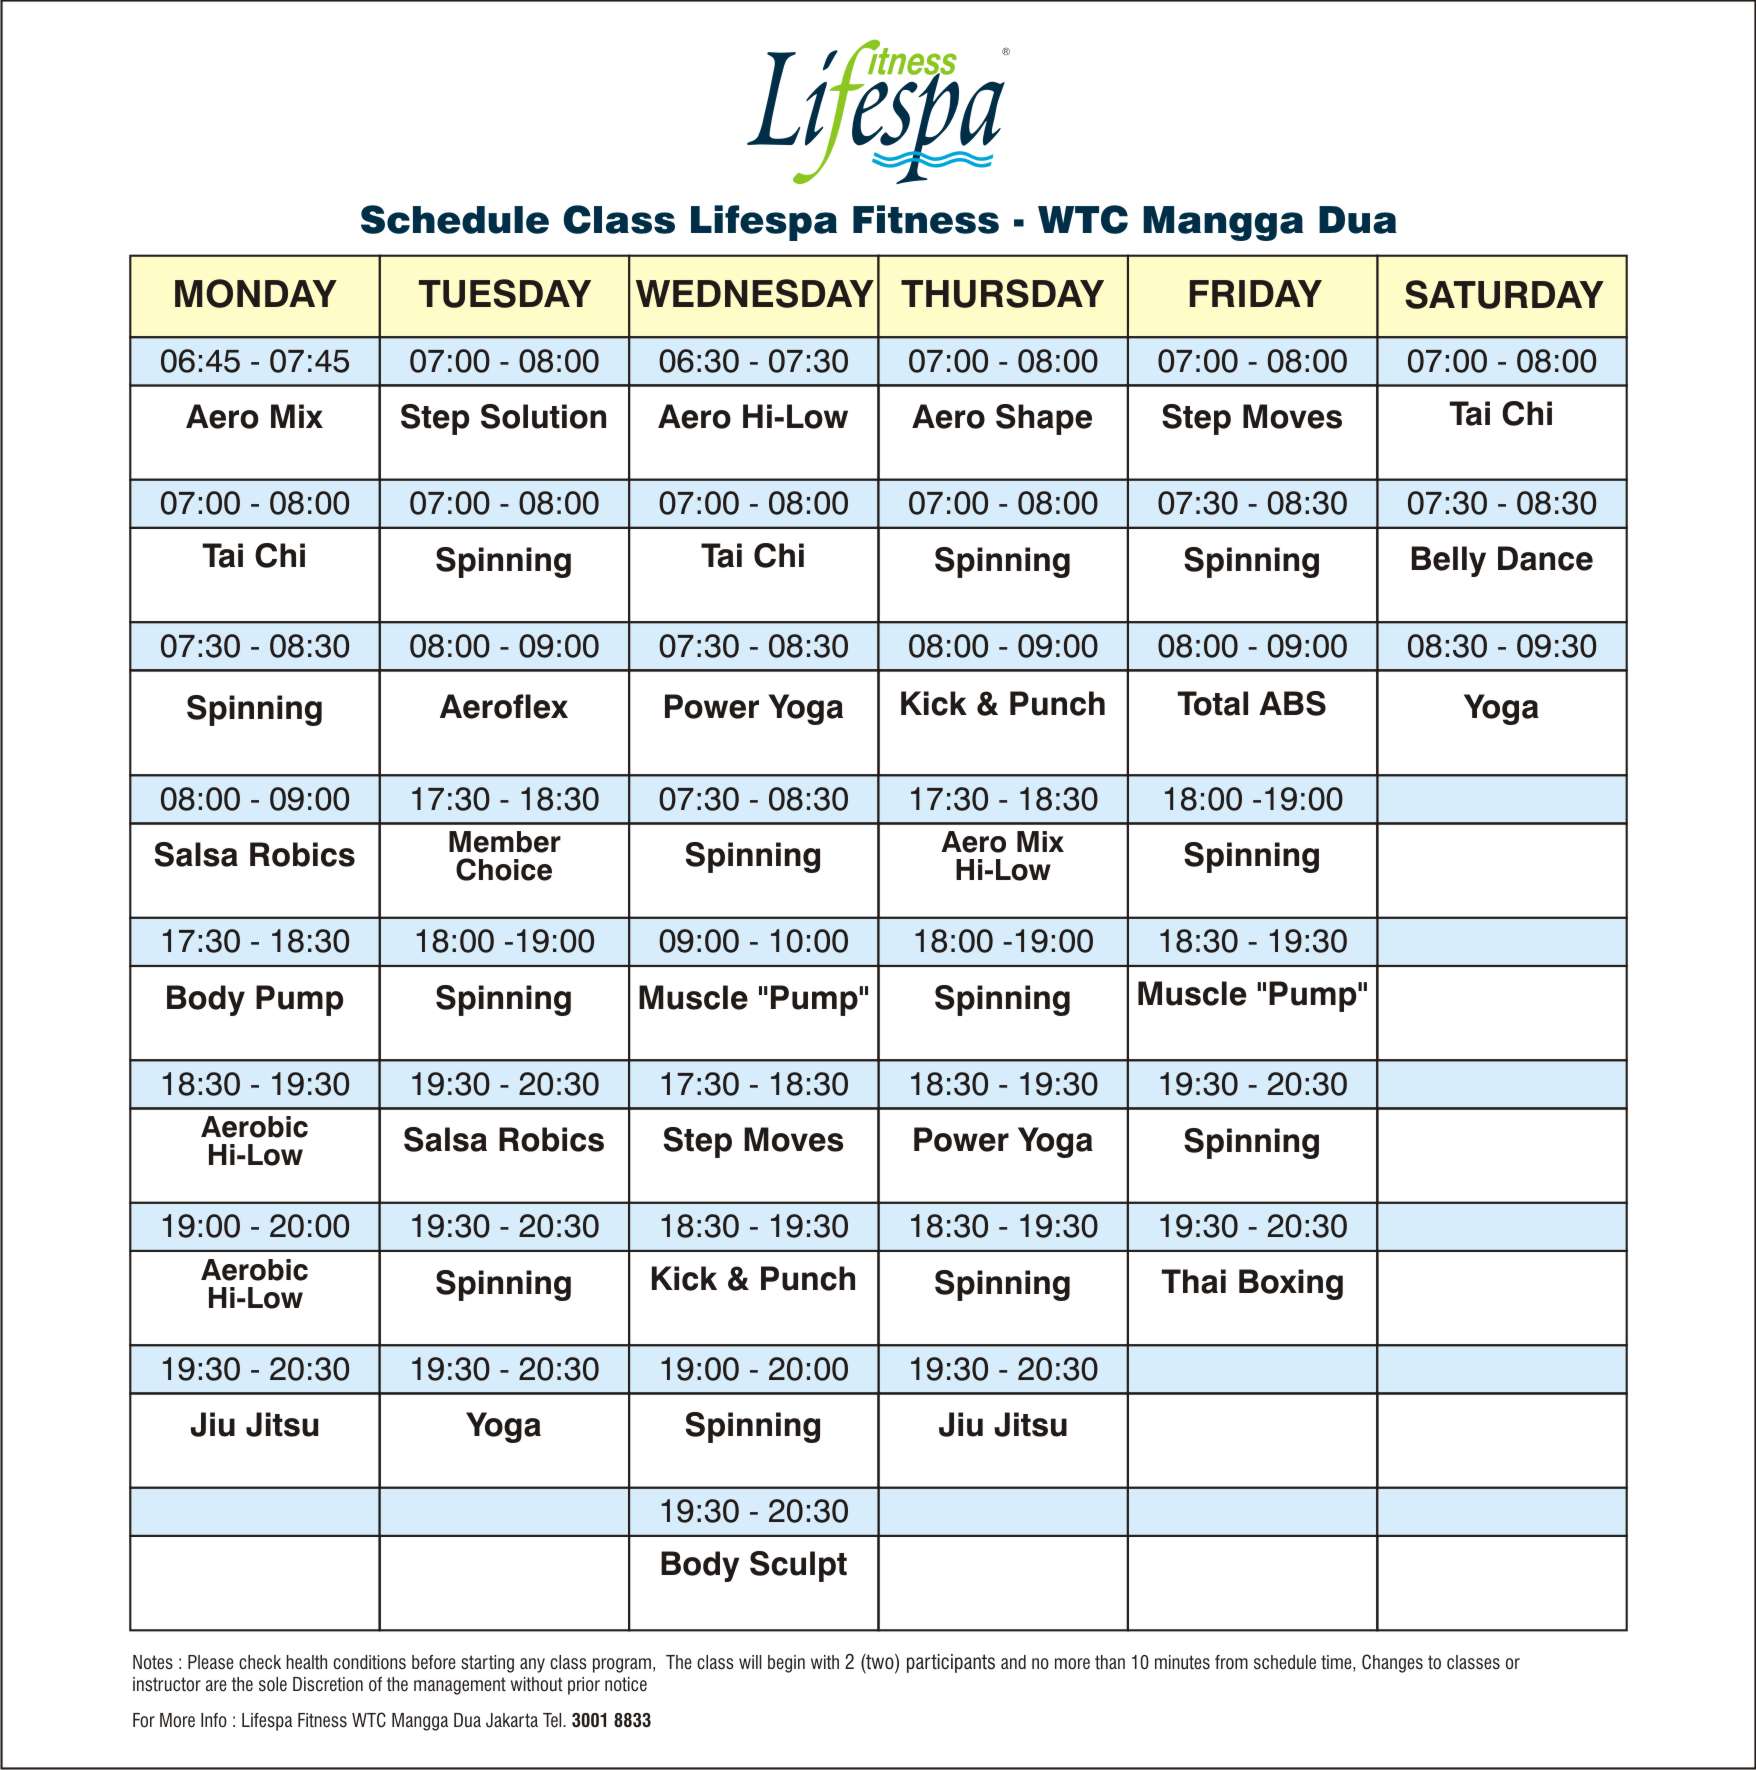 Lifespa fitness ®
Schedule Class Lifespa Fitness - WTC Mangga Dua
MONDAY TUESDAY WEDNESDAY THURSDAY FRIDAY SATURDAY
06:45 - 07:45 07:00 - 08:00 06:30 - 07:30 07:00 - 08:00 07:00 - 08:00 07:00 - 08:00
Aero Mix Step Solution Aero Hi-Low Aero Shape Step Moves Tai Chi
07:00 - 08:00 07:00 - 08:00 07:00 - 08:00 07:00 - 08:00 07:30 - 08:30 07:30 - 08:30
Tai Chi Spinning Tai Chi Spinning Spinning Belly Dance
07:30 - 08:30 08:00 - 09:00 07:30 - 08:30 08:00 - 09:00 08:00 - 09:00 08:30 - 09:30
Spinning Aeroflex Power Yoga Kick & Punch Total ABS Yoga
08:00 - 09:00 17:30 - 18:30 07:30 - 08:30 17:30 - 18:30 18:00 -19:00
Salsa Robics Member Choice Spinning Aero Mix Hi-Low Spinning
17:30 - 18:30 18:00 -19:00 09:00 - 10:00 18:00 -19:00 18:30 - 19:30
Body Pump Spinning Muscle "Pump" Spinning Muscle "Pump"
18:30 - 19:30 19:30 - 20:30 17:30 - 18:30 18:30 - 19:30 19:30 - 20:30
Aerobic Hi-Low Salsa Robics Step Moves Power Yoga Spinning
19:00 - 20:00 19:30 - 20:30 18:30 - 19:30 18:30 - 19:30 19:30 - 20:30
Aerobic Hi-Low Spinning Kick & Punch Spinning Thai Boxing
19:30 - 20:30 19:30 - 20:30 19:00 - 20:00 19:30 - 20:30
Jiu Jitsu Yoga Spinning Jiu Jitsu
19:30 - 20:30
Body Sculpt
Notes : Please check health conditions before starting any class program, The class will begin with 2 (two) participants and no more than 10 minutes from schedule time, Changes to classes or
instructor are the sole Discretion of the management without prior notice
For More Info : Lifespa Fitness WTC Mangga Dua Jakarta Tel. 3001 8833